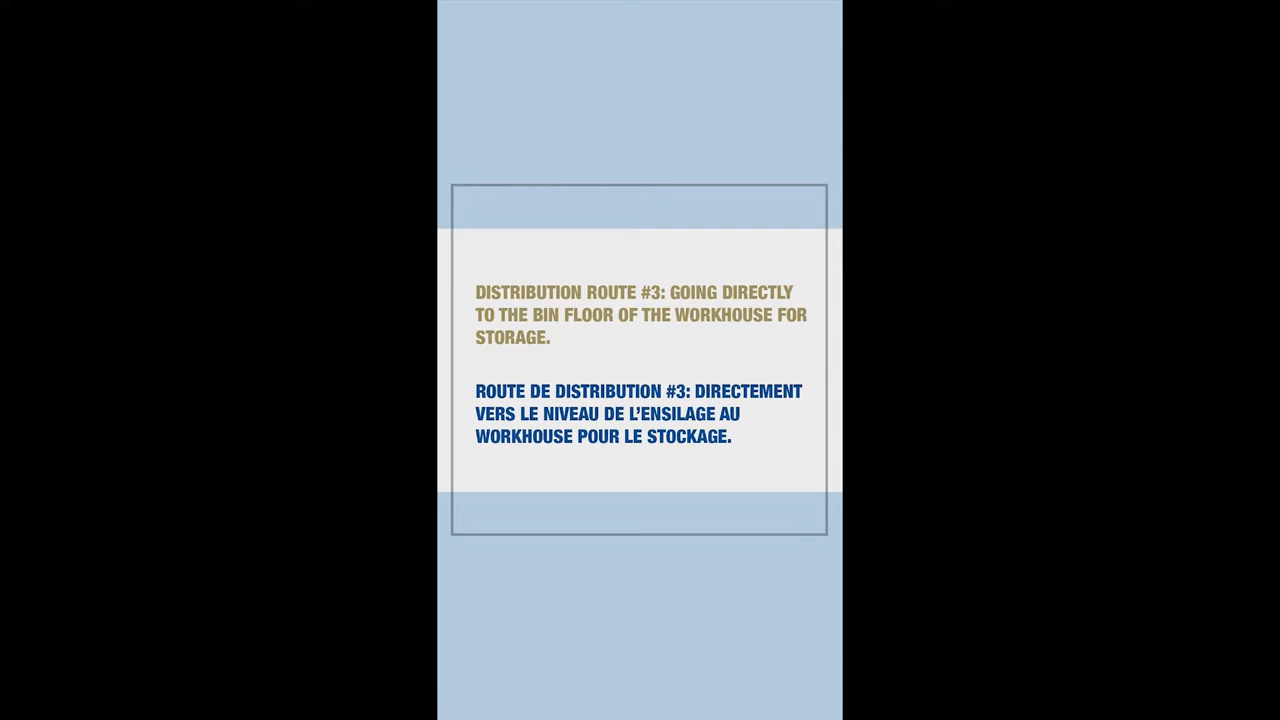 DISTRIBUTION ROUTE #3: GOING DIRECTLY
TO THE BIN FLOOR OF THE WORKHOUSE FOR
STORAGE.
ROUTE DE DISTRIBUTION #3: DIRECTEMENT
VERS LE NIVEAU DE L’ENSILAGE AU
WORKHOUSE POUR LE STOCKAGE.